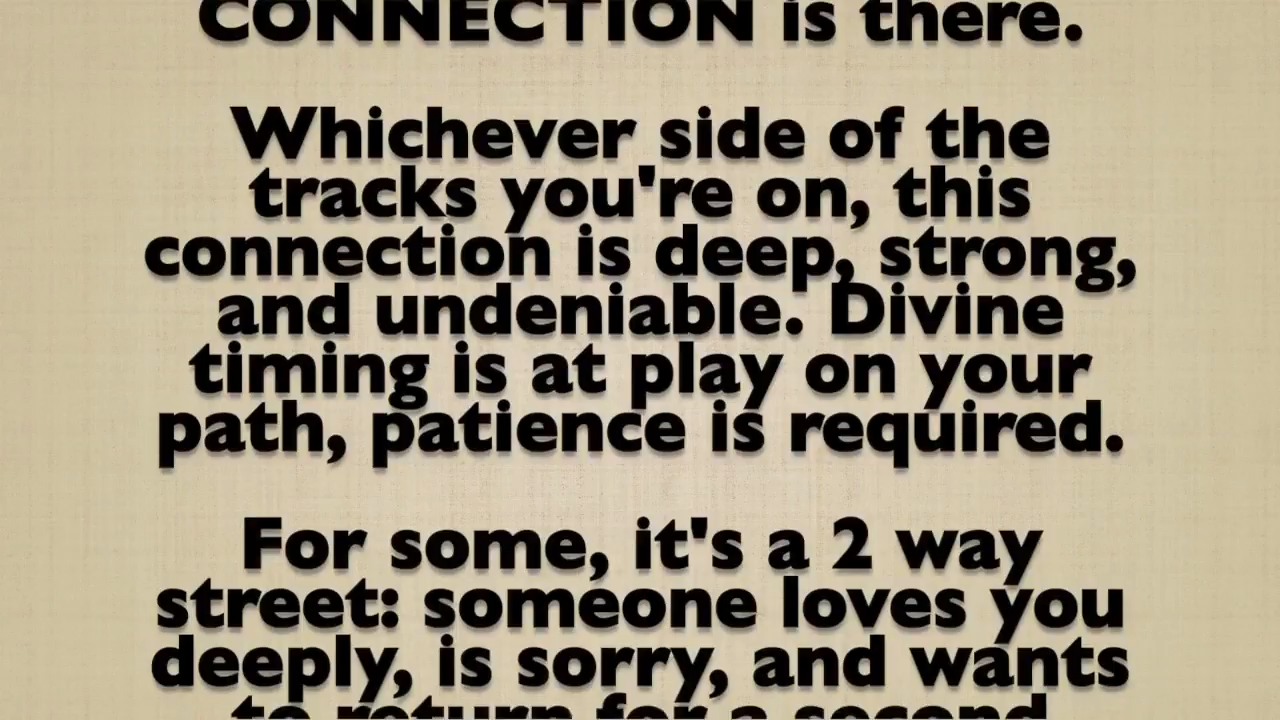 CONNECTION is there.
Whichever side of the
tracks you're on, this
connection is deep, strong,
and undeniable. Divine
timing is at play on your
path, patience is required.
For some, it's a 2 way
street: someone loves you
deeply, is sorry, and wants
to return for a second